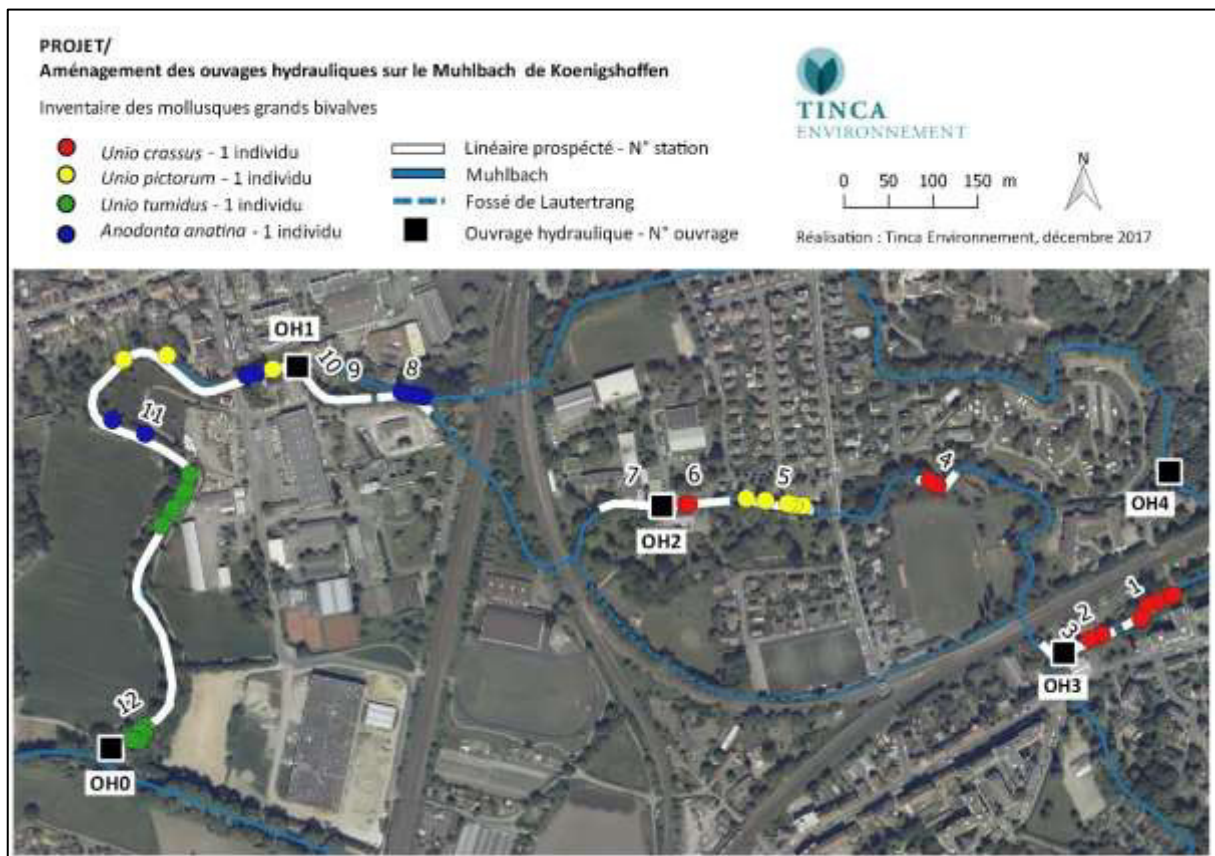 PROJET/
Aménagement des ouvages hydrauliques sur le Muhlbach de Koenigshoffen
Inventaire des mollusques grands bivalves
Unio crassus - 1 individu
Unio pictorum - 1 individu
Unio tumidus - 1 individu
Anodonta anatina - 1 individu
Linéaire prospécté - N° station
Muhlbach
Fossé de Lautertrang
Ouvrage hydraulique - N° ouvrage
TINCA
ENVIRONNEMENT
0 50 100 150 m
N
Réalisation : Tinca Environnement, décembre 2017
OH1
10
9
8
11
7
6
5
4
OH2
OH4
1
2
3
OH3
12
OH0